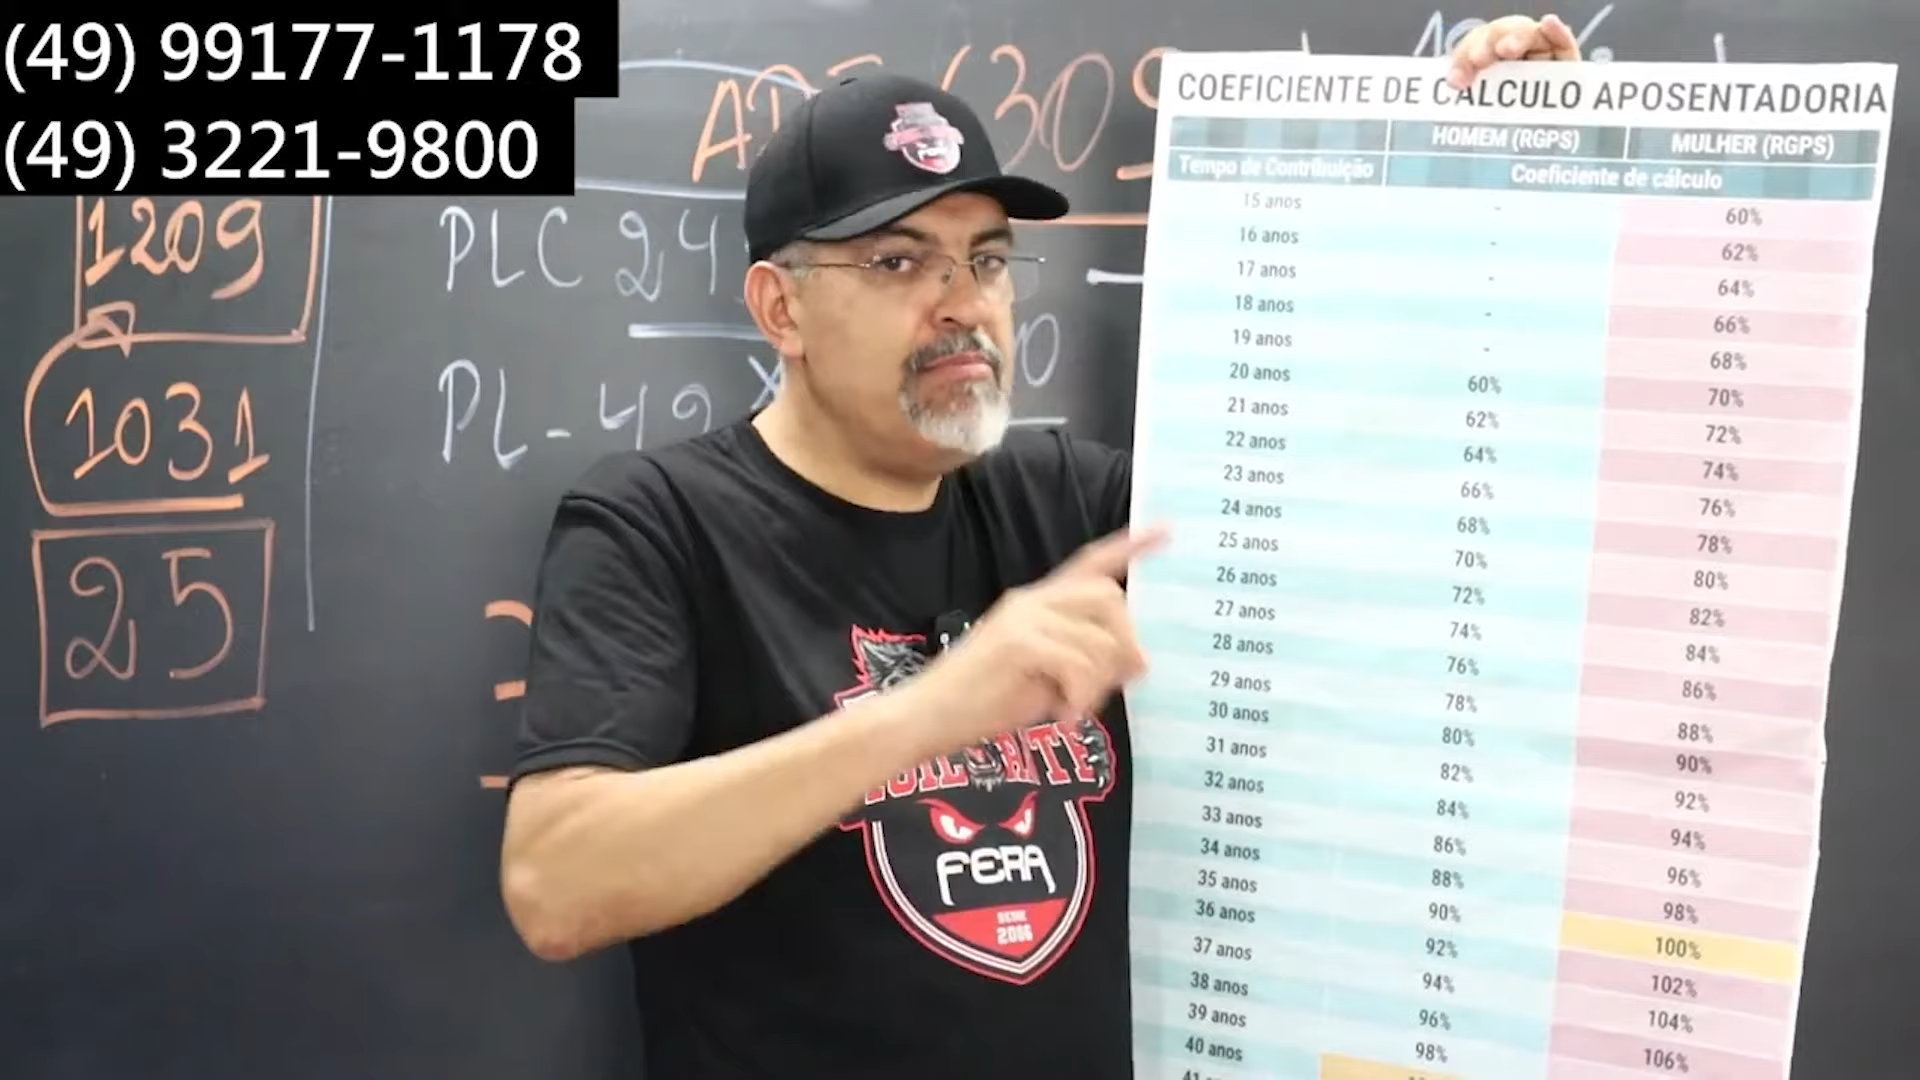 (49) 99177-1178
(49) 3221-9800
1209
1031
25
PLC 24
PL-49
COEFICIENTE DE CÁLCULO APOSENTADORIA
HOMEM (RGPS) MULHER (RGPS)
Tempo de Contribuição Coeficiente de cálculo
15 anos - 60%
16 anos - 62%
17 anos - 64%
18 anos - 66%
19 anos - 68%
20 anos 60% 70%
21 anos 62% 72%
22 anos 64% 74%
23 anos 66% 76%
24 anos 68% 78%
25 anos 70% 80%
26 anos 72% 82%
27 anos 74% 84%
28 anos 76% 86%
29 anos 78% 88%
30 anos 80% 90%
31 anos 82% 92%
32 anos 84% 94%
33 anos 86% 96%
34 anos 88% 98%
35 anos 90% 100%
36 anos 92% 102%
37 anos 94% 104%
38 anos 96% 106%
39 anos 98%
40 anos
FERA
DESDE
2006